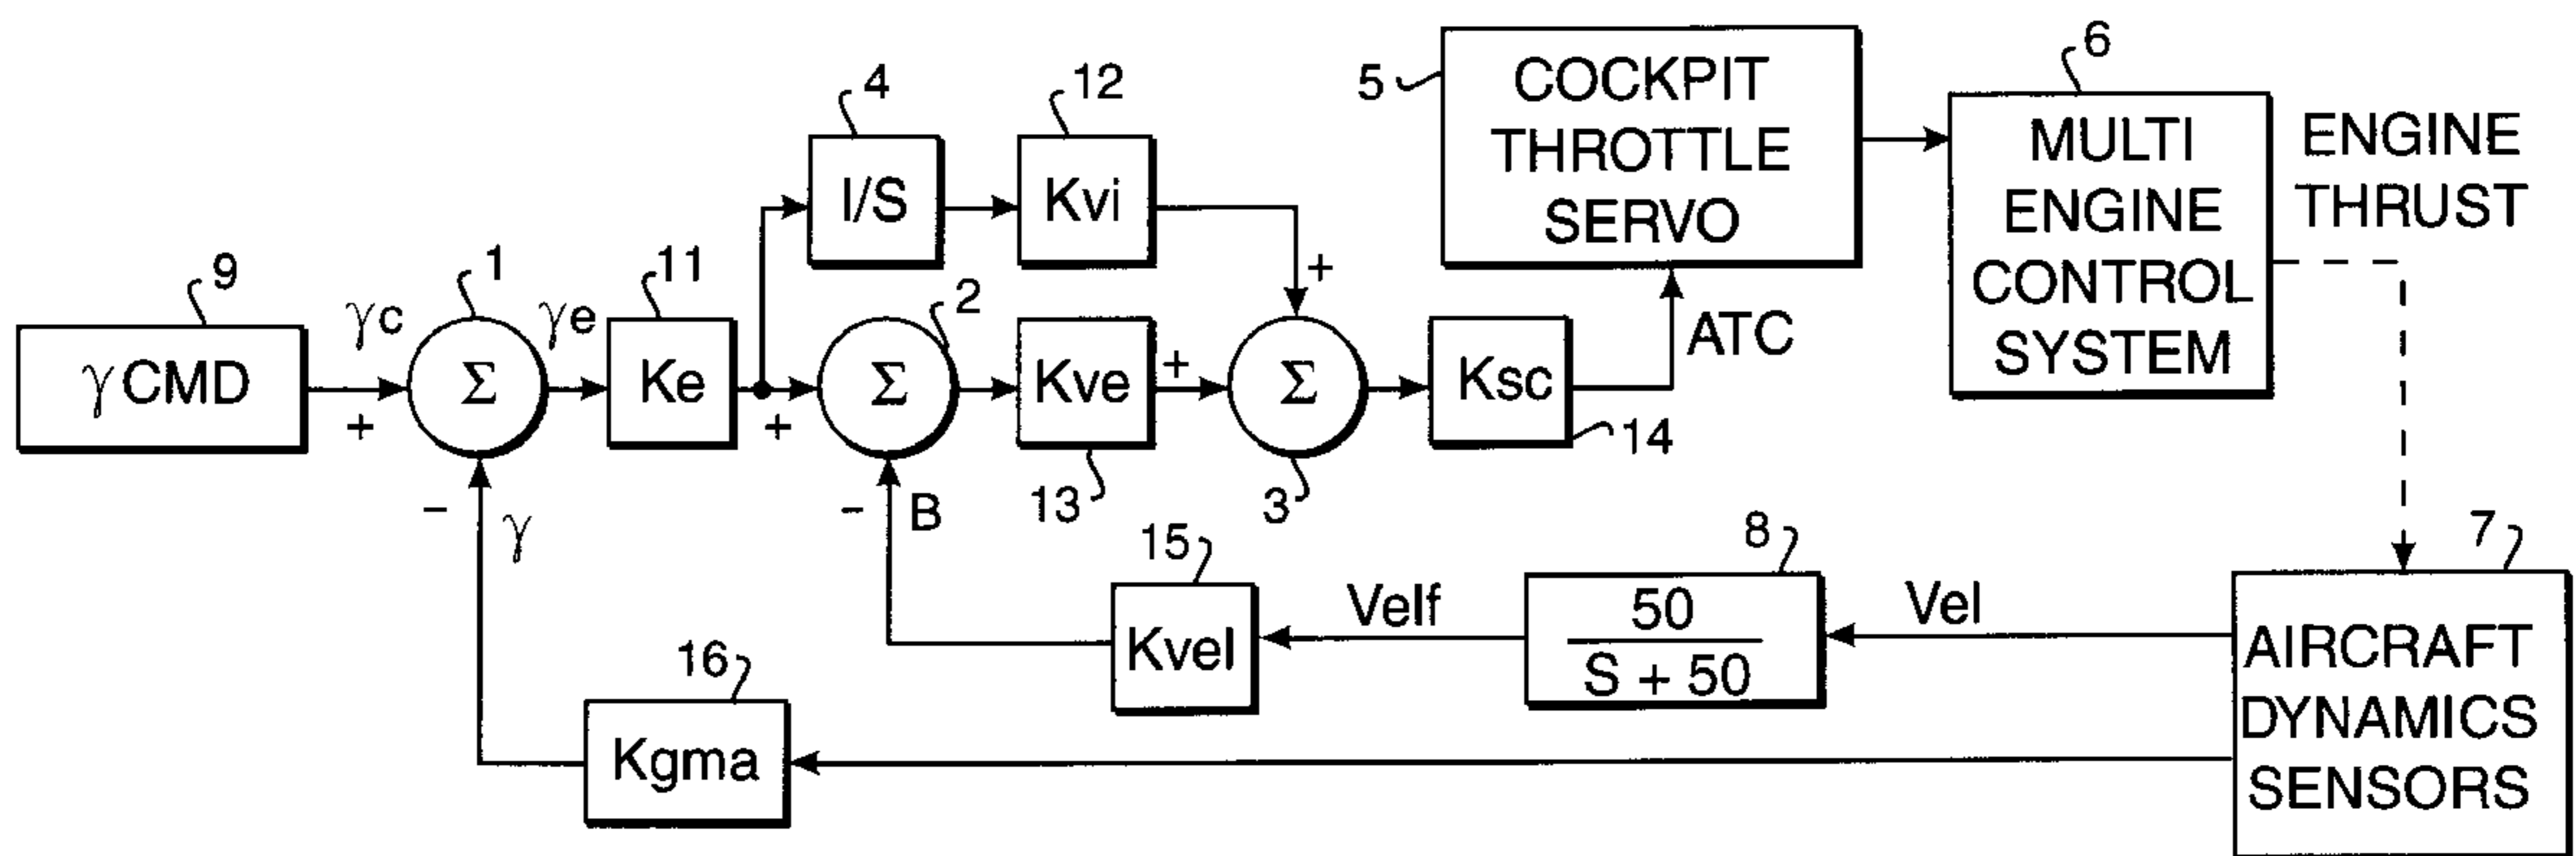 9
γCMD
γc
+
1
Σ
-
γ
γe
11
Ke
+
4
I/S
12
Kvi
+
2
Σ
-
B
Kve
13
+
Σ
3
Ksc
14
ATC
5
COCKPIT
THROTTLE
SERVO
6
MULTI
ENGINE
CONTROL
SYSTEM
ENGINE
THRUST
7
AIRCRAFT
DYNAMICS
SENSORS
Vel
8
50
S + 50
Velf
15
Kvel
16
Kgma